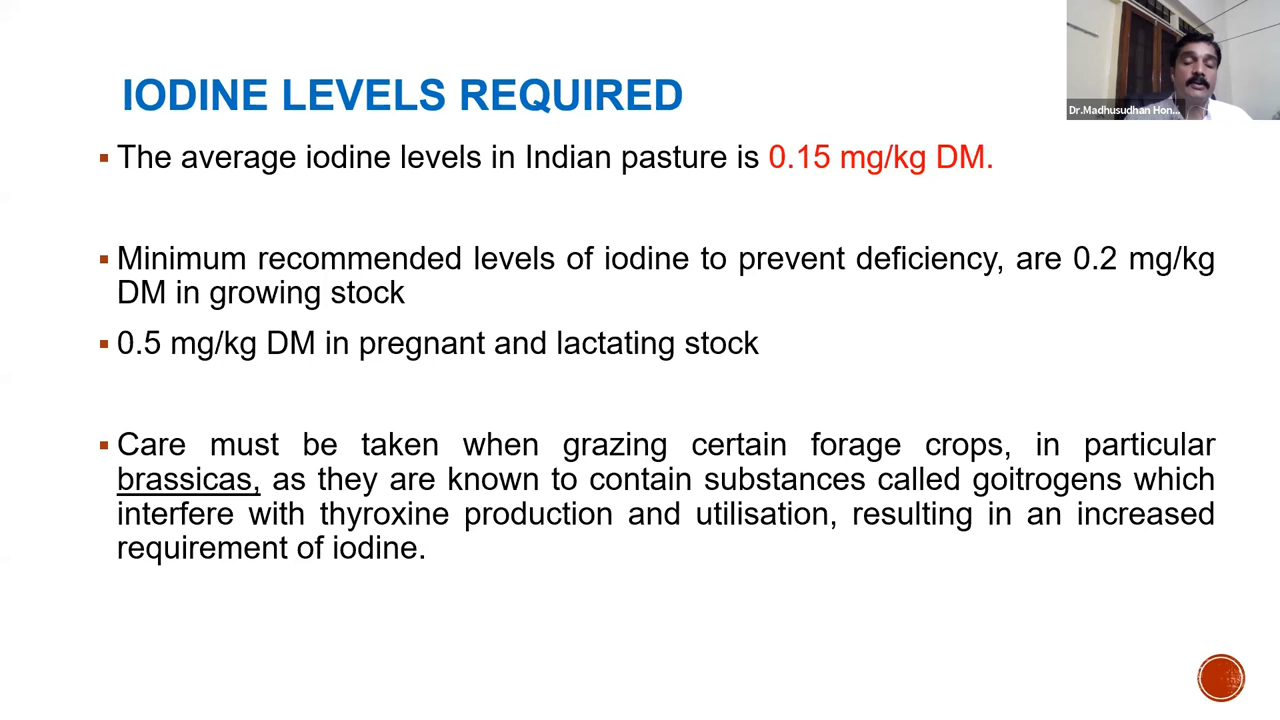 IODINE LEVELS REQUIRED
Dr.Madhusudhan Hon...
▪ The average iodine levels in Indian pasture is 0.15 mg/kg DM.
▪ Minimum recommended levels of iodine to prevent deficiency, are 0.2 mg/kg
DM in growing stock
▪ 0.5 mg/kg DM in pregnant and lactating stock
▪ Care must be taken when grazing certain forage crops, in particular
brassicas, as they are known to contain substances called goitrogens which
interfere with thyroxine production and utilisation, resulting in an increased
requirement of iodine.